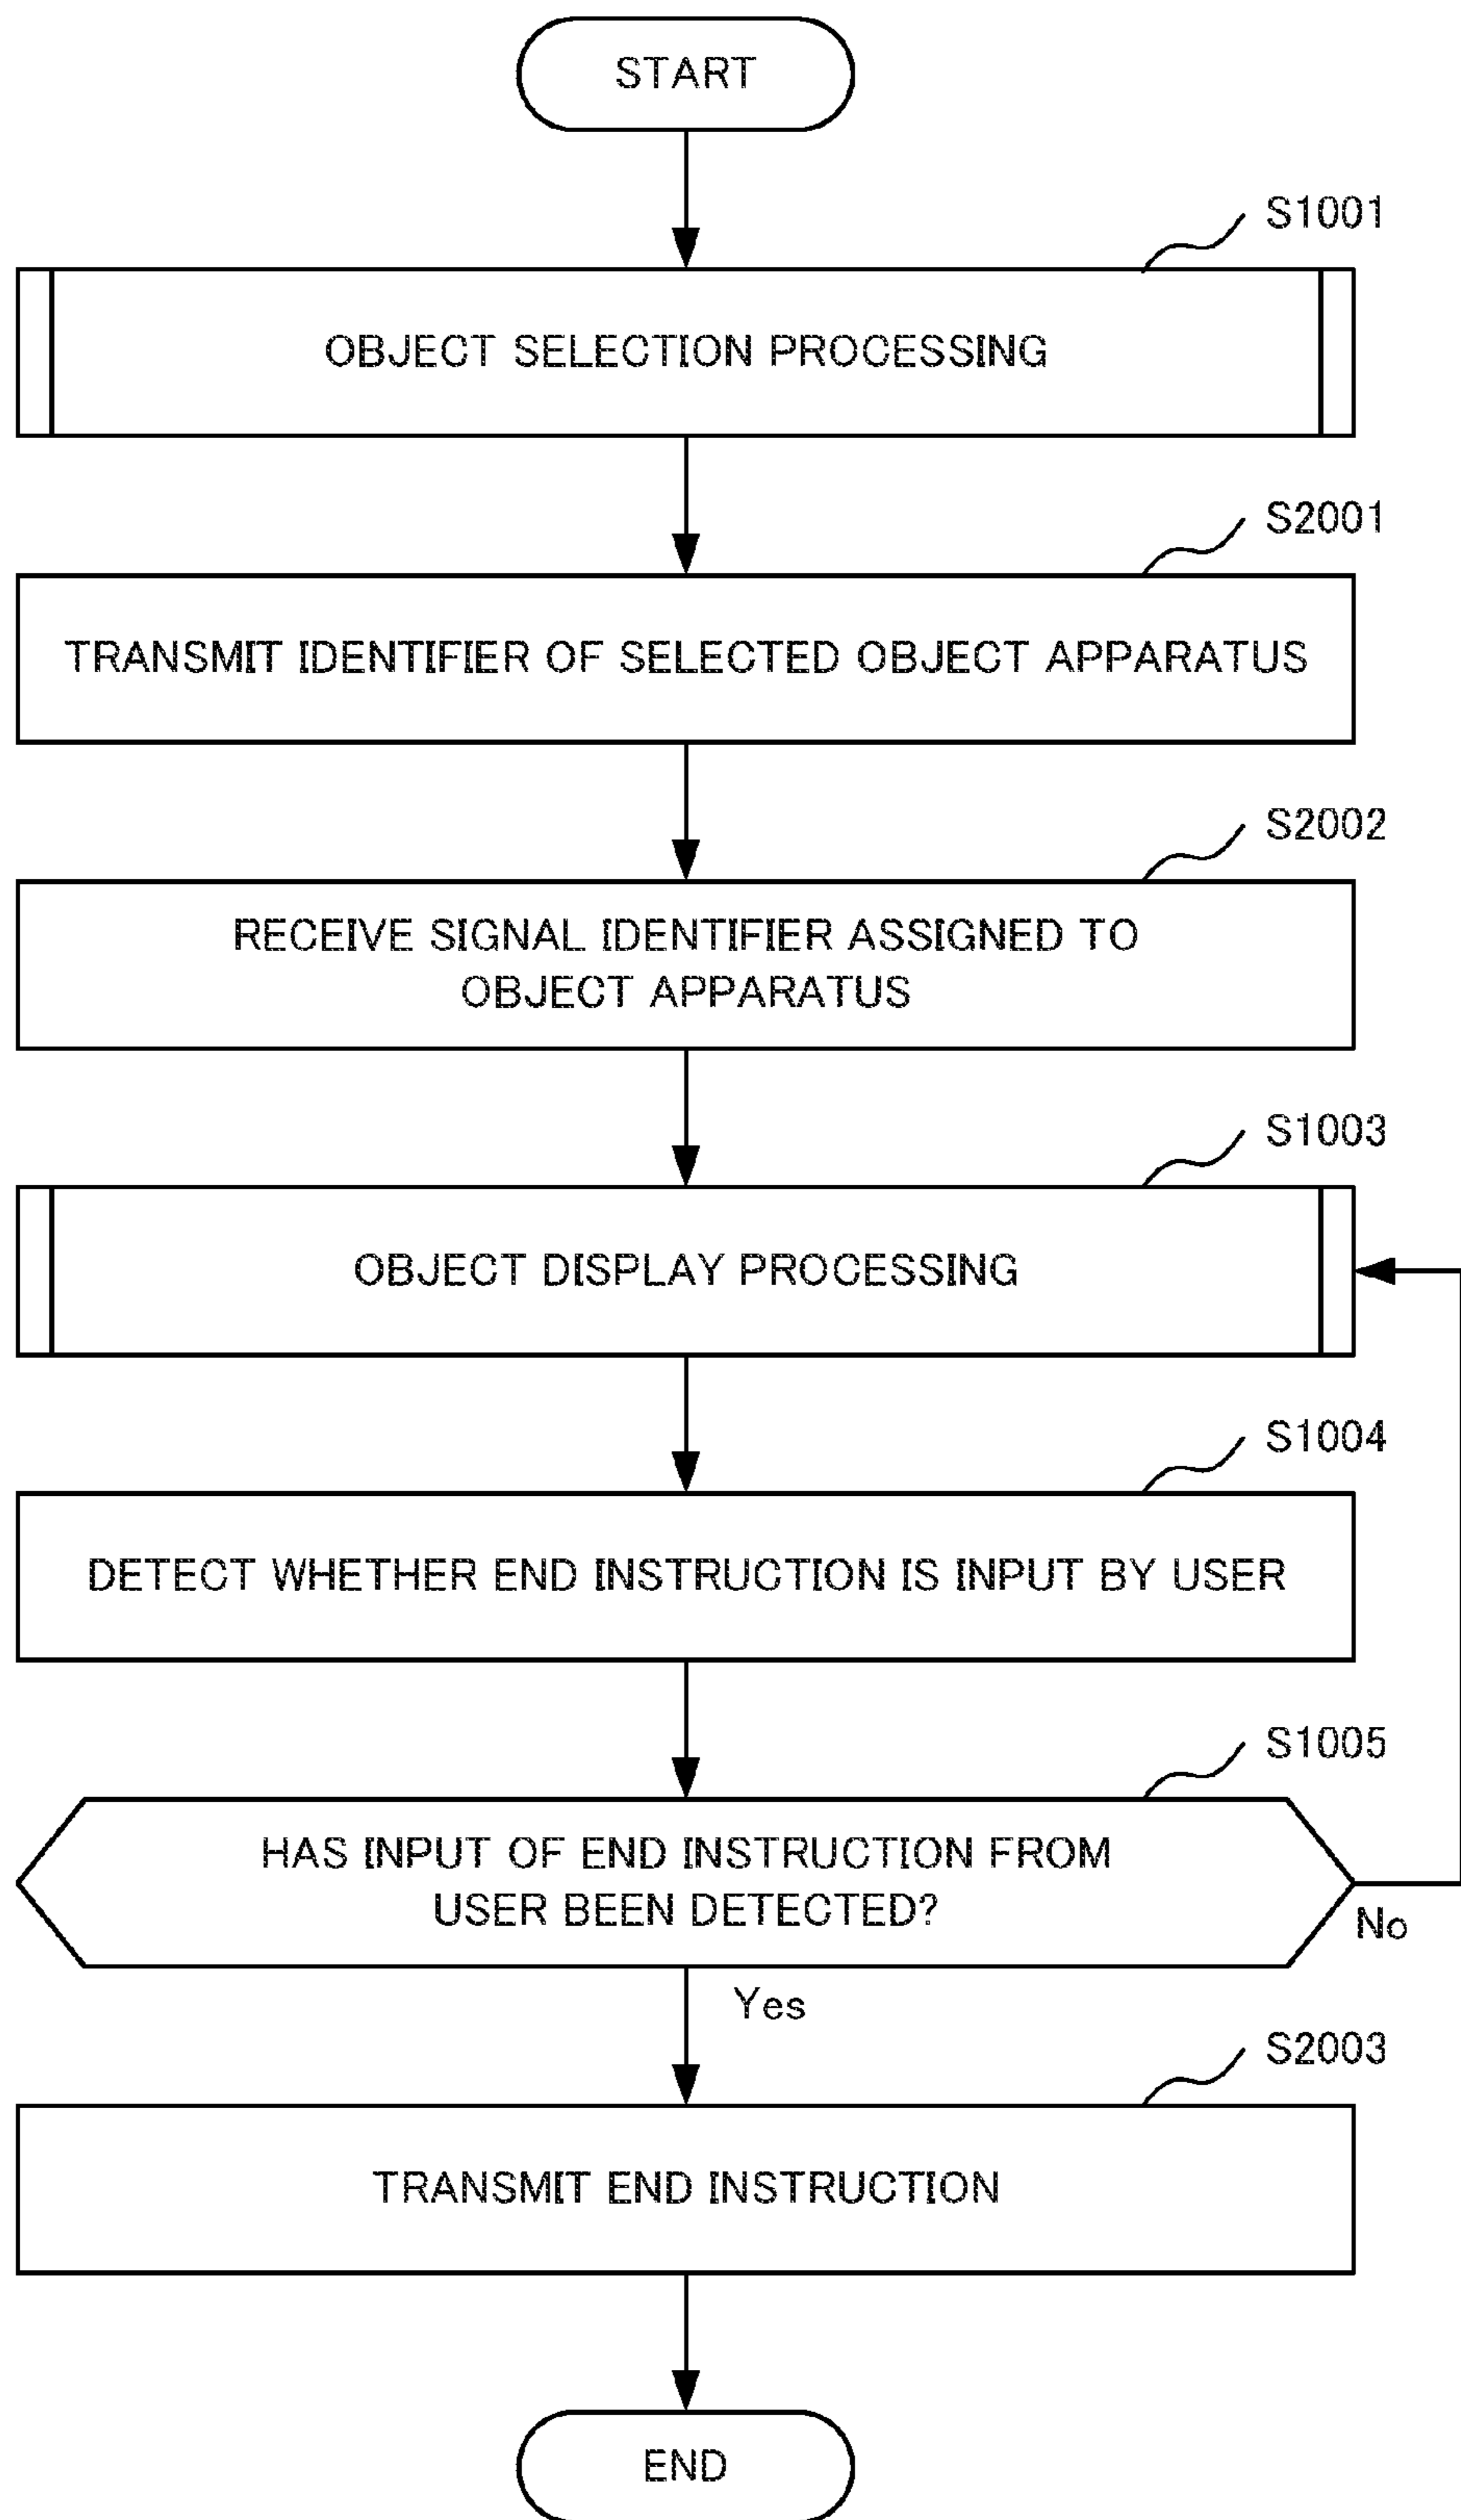 START
S1001
OBJECT SELECTION PROCESSING
S2001
TRANSMIT IDENTIFIER OF SELECTED OBJECT APPARATUS
S2002
RECEIVE SIGNAL IDENTIFIER ASSIGNED TO
OBJECT APPARATUS
S1003
OBJECT DISPLAY PROCESSING
S1004
DETECT WHETHER END INSTRUCTION IS INPUT BY USER
S1005
HAS INPUT OF END INSTRUCTION FROM
USER BEEN DETECTED?
No
Yes
S2003
TRANSMIT END INSTRUCTION
END